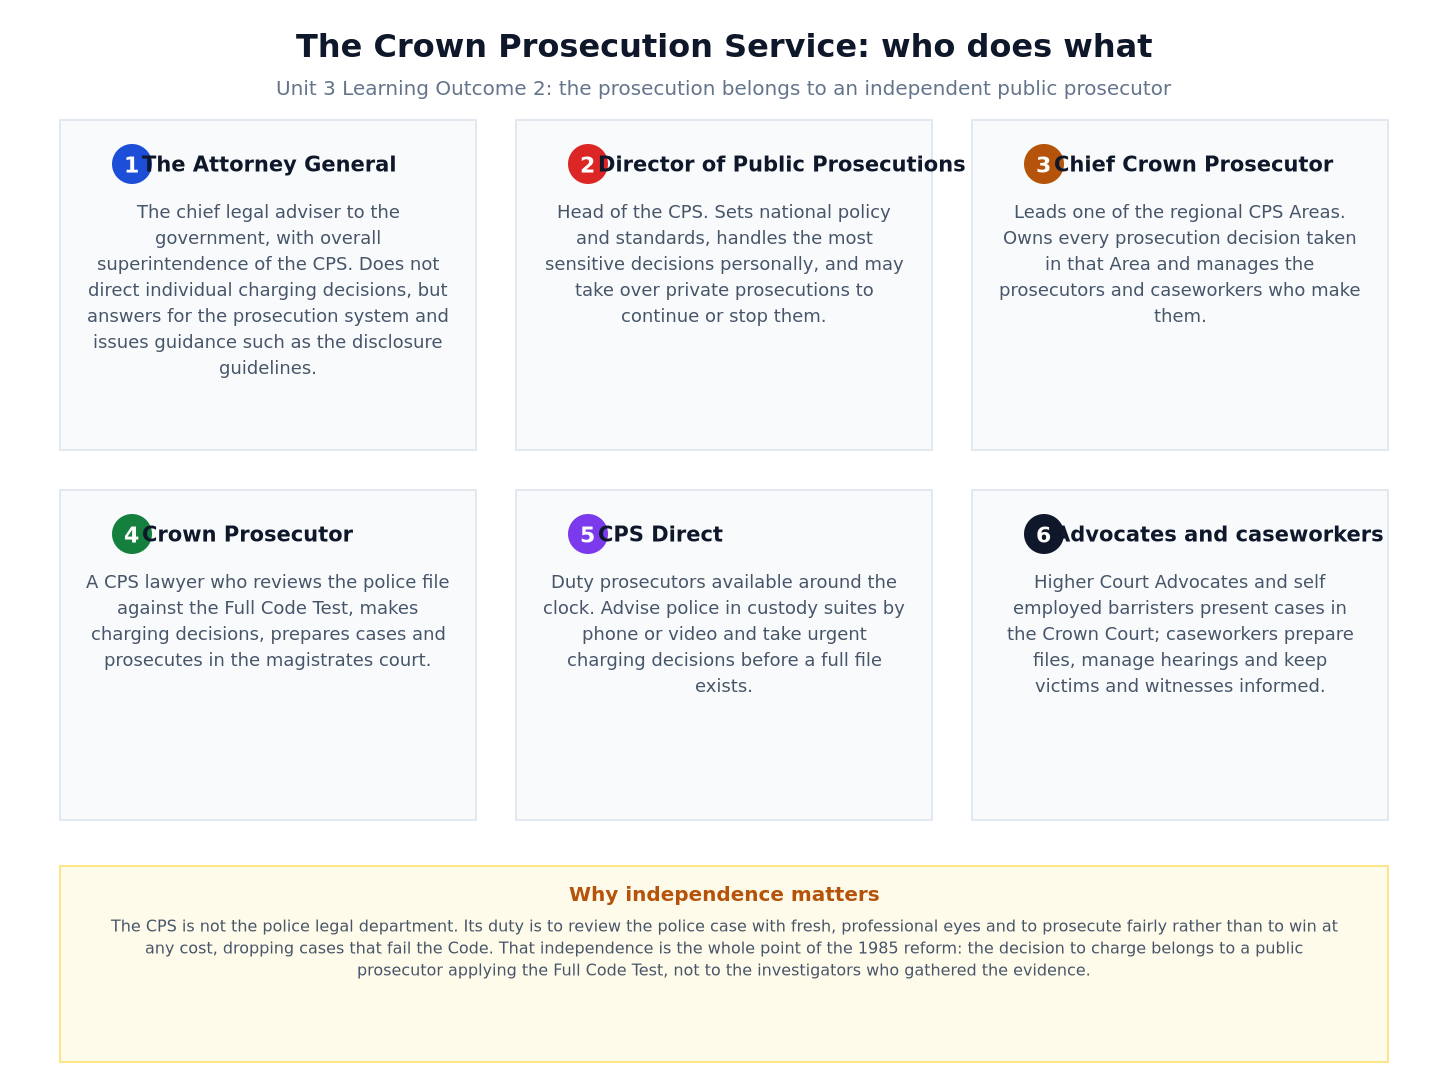 The Crown Prosecution Service: who does what
Unit 3 Learning Outcome 2: the prosecution belongs to an independent public prosecutor
1 The Attorney General
The chief legal adviser to the
government, with overall
superintendence of the CPS. Does not
direct individual charging decisions, but
answers for the prosecution system and
issues guidance such as the disclosure
guidelines.
2 Director of Public Prosecutions
Head of the CPS. Sets national policy
and standards, handles the most
sensitive decisions personally, and may
take over private prosecutions to
continue or stop them.
3 Chief Crown Prosecutor
Leads one of the regional CPS Areas.
Owns every prosecution decision taken
in that Area and manages the
prosecutors and caseworkers who make
them.
4 Crown Prosecutor
A CPS lawyer who reviews the police file
against the Full Code Test, makes
charging decisions, prepares cases and
prosecutes in the magistrates court.
5 CPS Direct
Duty prosecutors available around the
clock. Advise police in custody suites by
phone or video and take urgent
charging decisions before a full file
exists.
6 Advocates and caseworkers
Higher Court Advocates and self
employed barristers present cases in
the Crown Court; caseworkers prepare
files, manage hearings and keep
victims and witnesses informed.
Why independence matters
The CPS is not the police legal department. Its duty is to review the police case with fresh, professional eyes and to prosecute fairly rather than to win at
any cost, dropping cases that fail the Code. That independence is the whole point of the 1985 reform: the decision to charge belongs to a public
prosecutor applying the Full Code Test, not to the investigators who gathered the evidence.